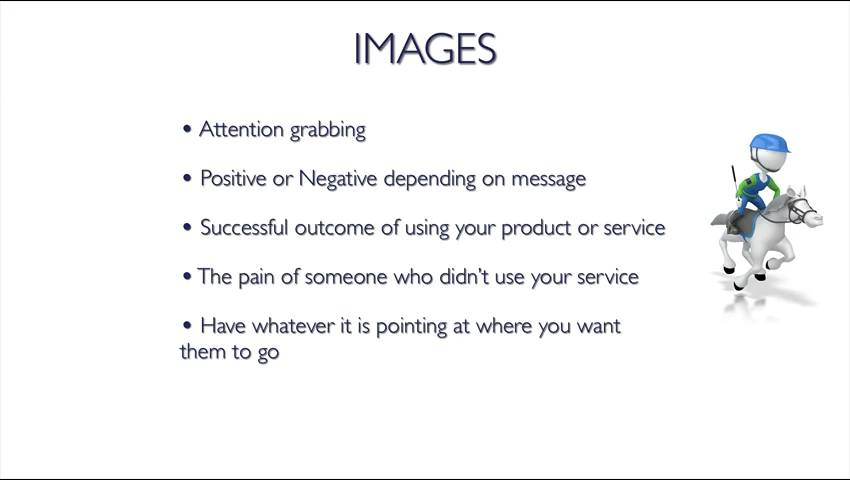 IMAGES
• Attention grabbing
• Positive or Negative depending on message
• Successful outcome of using your product or service
• The pain of someone who didn't use your service
• Have whatever it is pointing at where you want
them to go